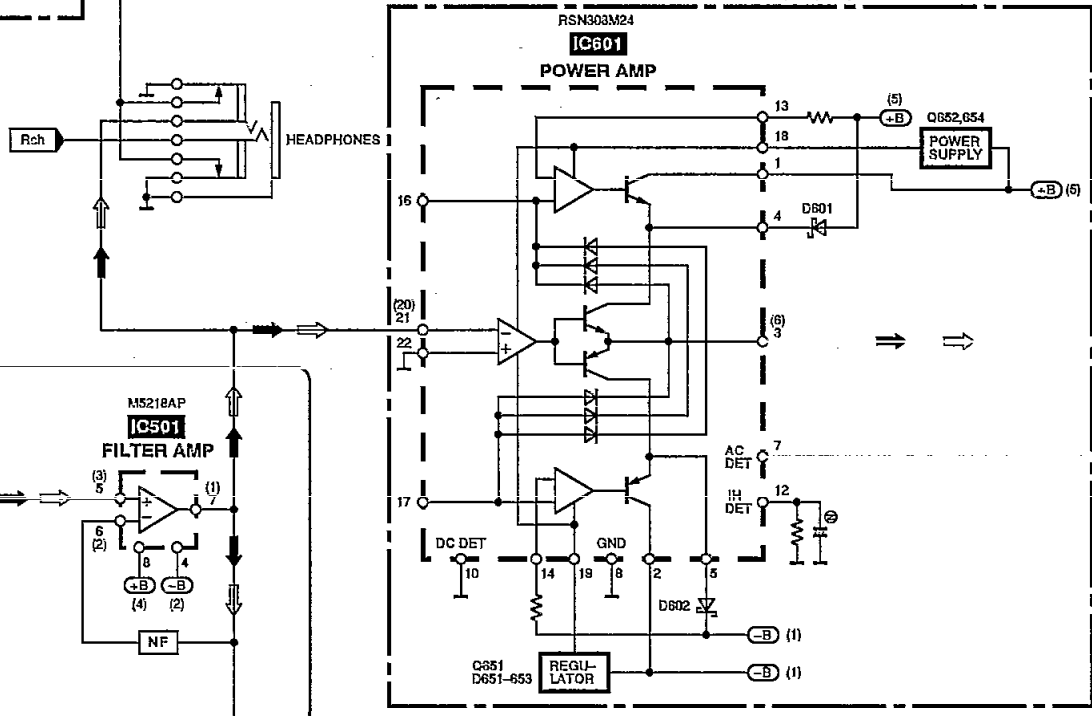 RSN303M24
IC601
POWER AMP
Rch
HEADPHONES
13
(5)
+B
18
Q652,654
POWER
SUPPLY
1
+B (5)
16
4
D601
(20)
21
22
(6)
3
−
+
M5218AP
IC501
FILTER AMP
(3)
5
(1)
7
+
−
6
(2)
8
4
+B
−B
(4)
(2)
NF
AC
DET
7
17
12
DET
DC DET
GND
10
14
19
8
2
5
D602
−B (1)
Q651
D651–653
REGU–
LATOR
−B (1)